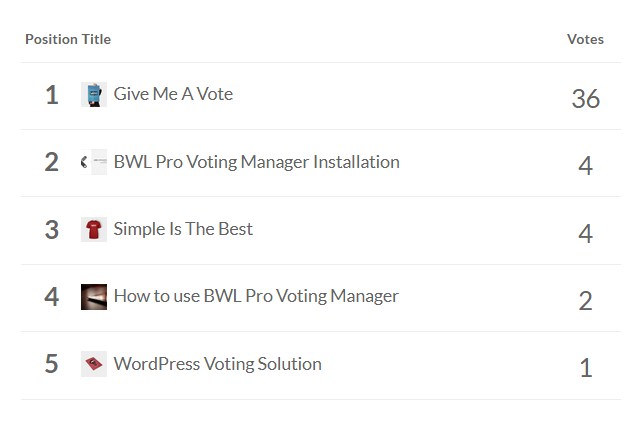 Position Title Votes
1 Give Me A Vote 36
2 BWL Pro Voting Manager Installation 4
3 Simple Is The Best 4
4 How to use BWL Pro Voting Manager 2
5 WordPress Voting Solution 1